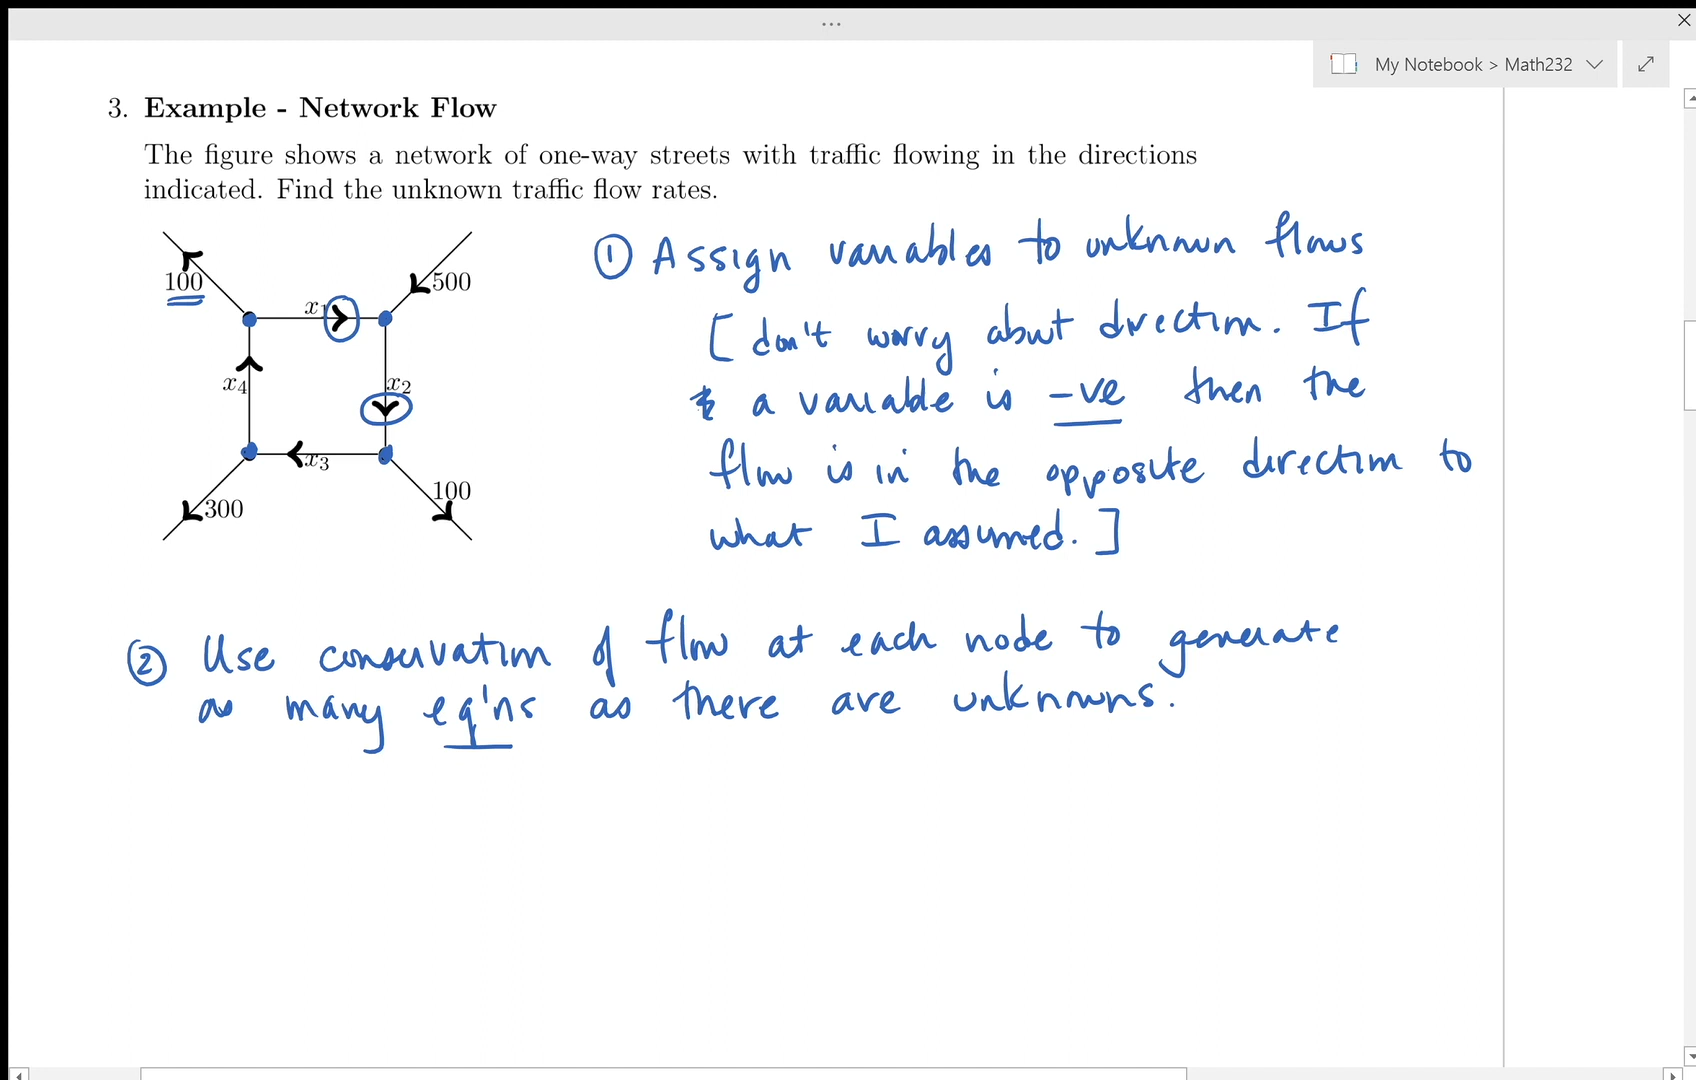 ...
My Notebook > Math232
3. Example - Network Flow
The figure shows a network of one-way streets with traffic flowing in the directions
indicated. Find the unknown traffic flow rates.
100
500
x1
x4
x2
x3
300
100
① Assign variables to unknown flows
[ don't worry about direction. If
a variable is -ve then the
flow is in the opposite direction to
what I assumed. ]
② Use conservation of flow at each node to generate
as many eq'ns as there are unknowns.